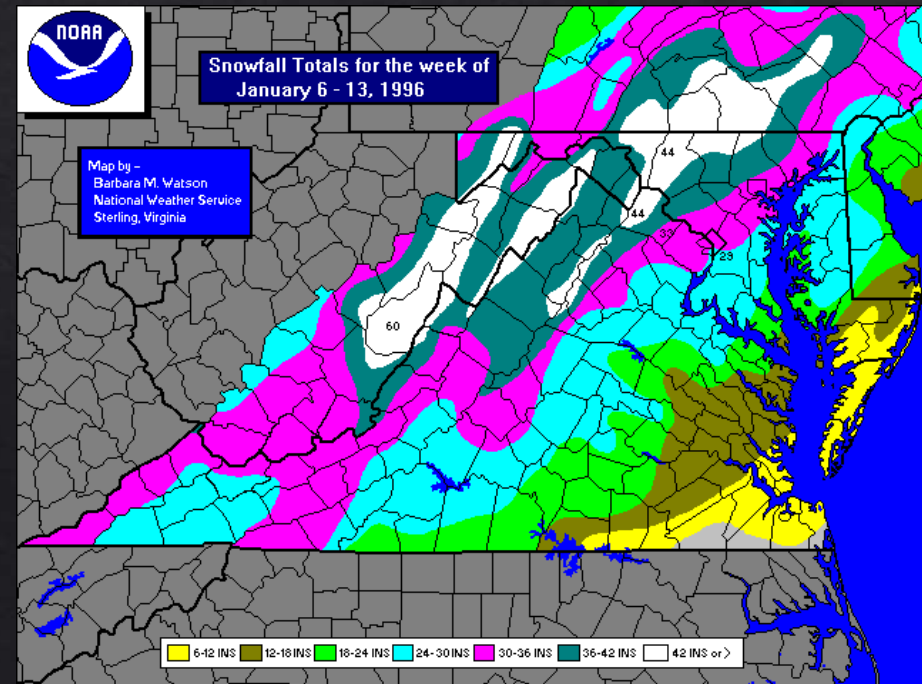 NOAA
Snowfall Totals for the week of
January 6 - 13, 1996
Map by -
Barbara M. Watson
National Weather Service
Sterling, Virginia
44
44
33
29
60
6-12 INS 12-18 INS 18-24 INS 24-30 INS 30-36 INS 36-42 INS 42 INS or >